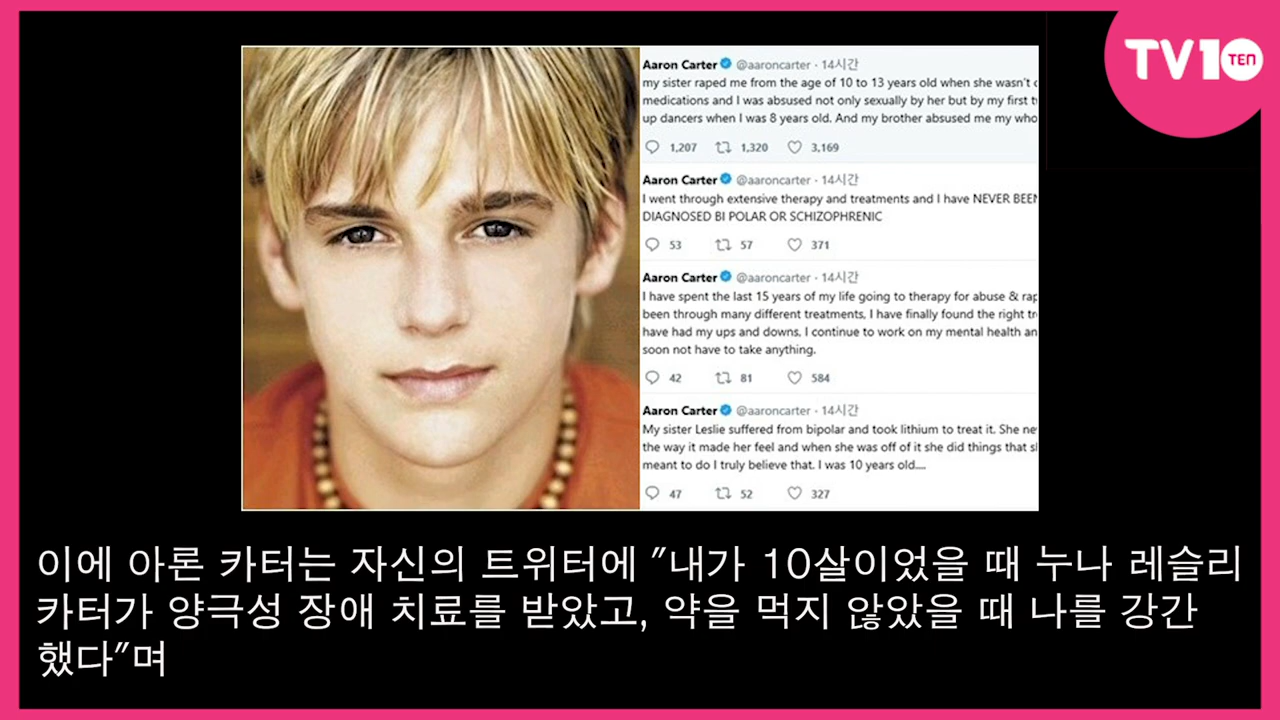 TV10 TEN
Aaron Carter @aaroncarter · 14시간
my sister raped me from the age of 10 to 13 years old when she wasn't
medications and I was abused not only sexually by her but by my first
up dancers when I was 8 years old. And my brother absused me my
1,207 1,320 3,169
Aaron Carter @aaroncarter · 14시간
I went through extensive therapy and treatments and I have NEVER BEEN
DIAGNOSED BI POLAR OR SCHIZOPHRENIC
53 57 371
Aaron Carter @aaroncarter · 14시간
I have spent the last 15 years of my life going to therapy for abuse &
been through many different treatments, I have finally found the right
have had my ups and downs, I continue to work on my mental health
soon not have to take anything.
42 81 584
Aaron Carter @aaroncarter · 14시간
My sister Leslie suffered from bipolar and took lithium to treat it. She
the way it made her feel and when she was off of it she did things that
meant to do I truly believe that. I was 10 years old....
47 52 327
이에 아론 카터는 자신의 트위터에 "내가 10살이었을 때 누나 레슬리
카터가 양극성 장애 치료를 받았고, 약을 먹지 않았을 때 나를 강간
했다"며